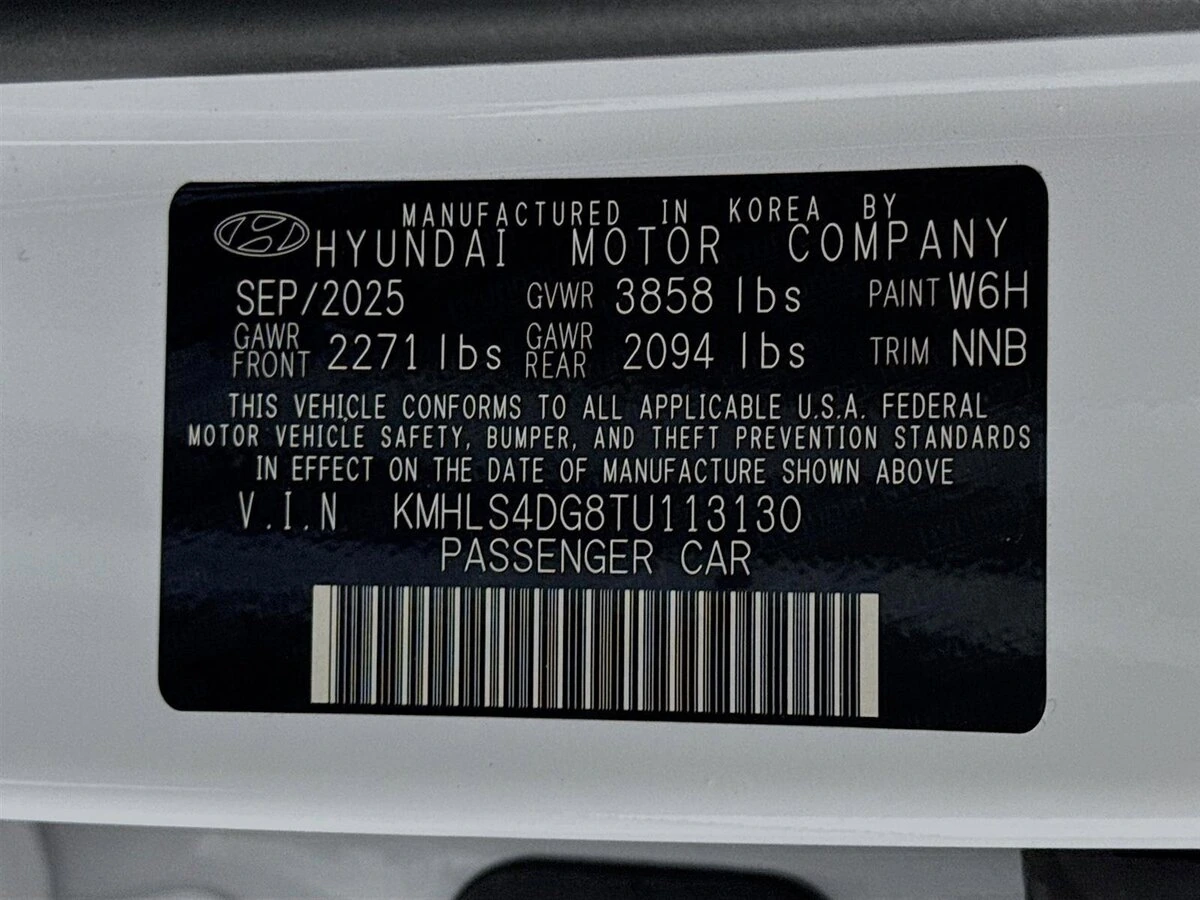 MANUFACTURED IN KOREA BY
HYUNDAI MOTOR COMPANY
SEP/2025 GVWR 3858 lbs PAINT W6H
GAWR FRONT 2271 lbs GAWR REAR 2094 lbs TRIM NNB
THIS VEHICLE CONFORMS TO ALL APPLICABLE U.S.A. FEDERAL
MOTOR VEHICLE SAFETY, BUMPER, AND THEFT PREVENTION STANDARDS
IN EFFECT ON THE DATE OF MANUFACTURE SHOWN ABOVE
V.I.N KMHLS4DG8TU113130
PASSENGER CAR